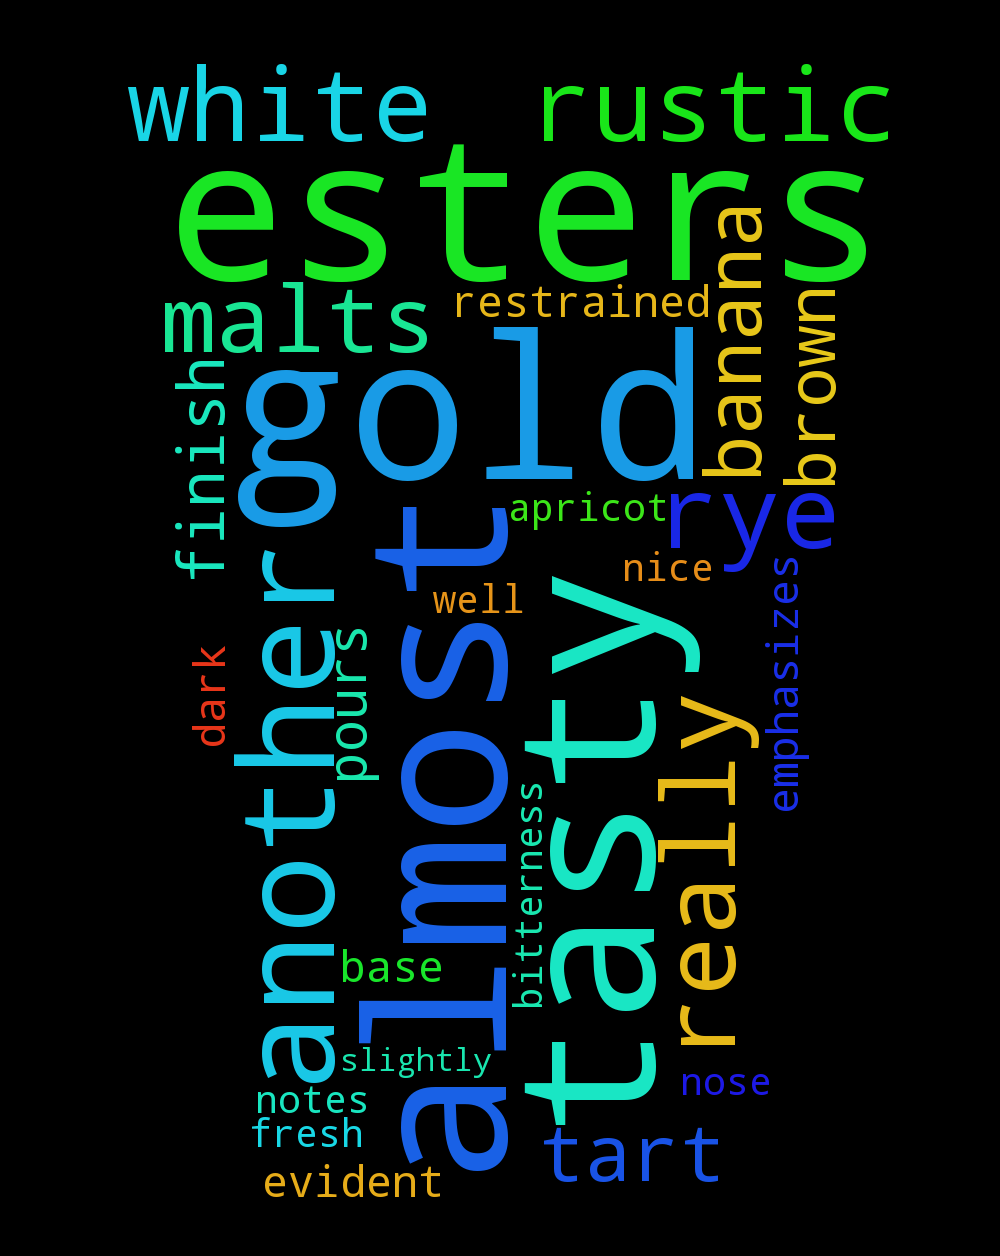 white rustic
esters
banana
malts
restrained
brown
finish
gold
apricot
rye
another
almost
nice
tasty
well
emphasizes
dark
pours
really
bitterness
base
slightly
nose
notes
fresh
tart
evident